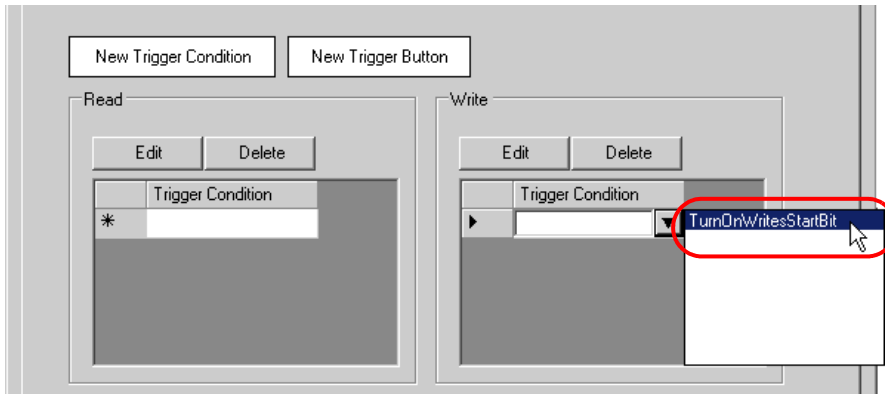 New Trigger Condition
New Trigger Button
Read
Edit
Delete
Trigger Condition
Write
Edit
Delete
Trigger Condition
TurnOnWritesStartBit